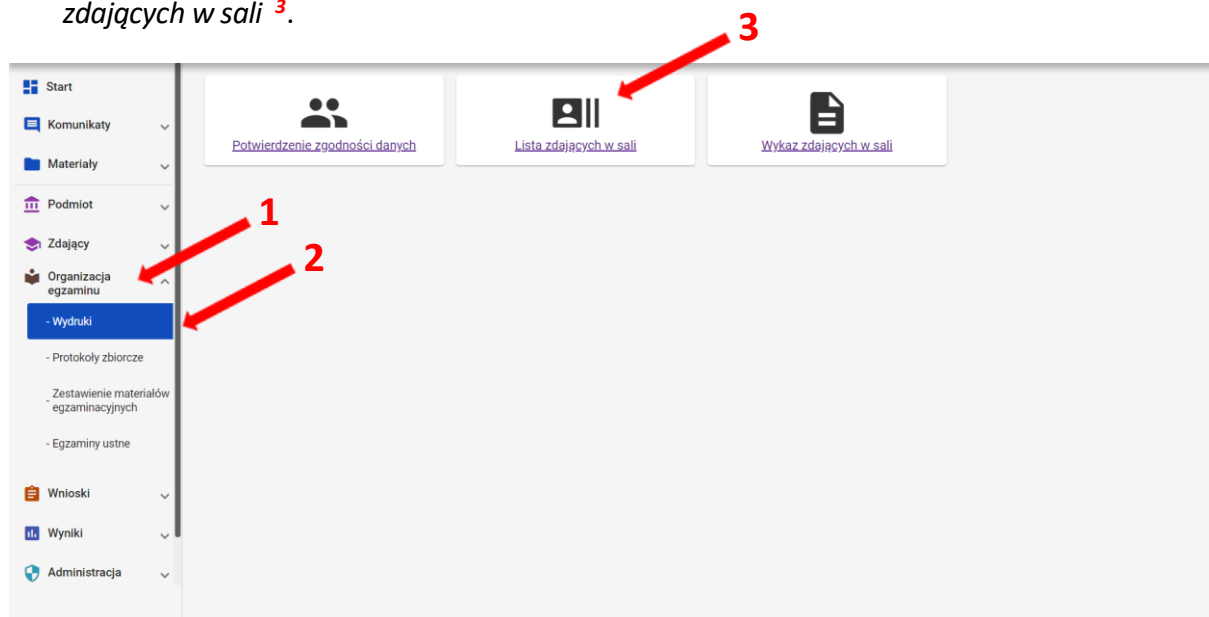 zdających w sali ³.
3
Start
Komunikaty
Materiały
Podmiot
Zdający
Organizacja
egzaminu
- Wydruki
- Protokoły zbiorcze
- Zestawienie materiałów
egzaminacyjnych
- Egzaminy ustne
Wnioski
Wyniki
Administracja
Potwierdzenie zgodności danych
Lista zdających w sali
Wykaz zdających w sali
1
2